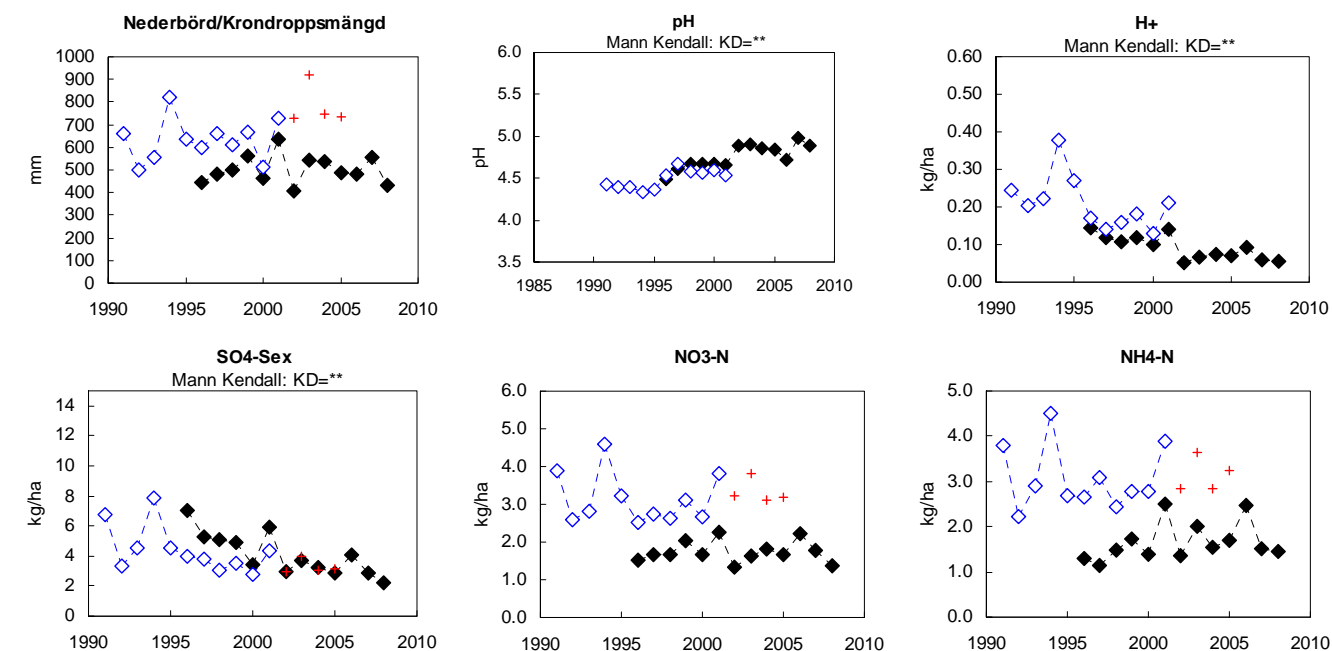 Nederbörd/Krondroppsmängd
mm
1000
900
800
700
600
500
400
300
200
100
0
1990 1995 2000 2005 2010
pH
Mann Kendall: KD=**
pH
6.0
5.5
5.0
4.5
4.0
3.5
1985 1990 1995 2000 2005 2010
H+
Mann Kendall: KD=**
kg/ha
0.60
0.50
0.40
0.30
0.20
0.10
0.00
1990 1995 2000 2005 2010
SO4-Sex
Mann Kendall: KD=**
kg/ha
14
12
10
8
6
4
2
0
1990 1995 2000 2005 2010
NO3-N
kg/ha
6.0
5.0
4.0
3.0
2.0
1.0
0.0
1990 1995 2000 2005 2010
NH4-N
kg/ha
5.0
4.0
3.0
2.0
1.0
0.0
1990 1995 2000 2005 2010